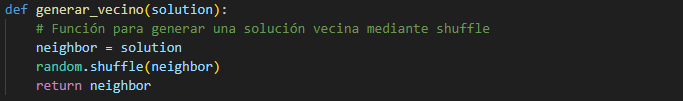 def generar_vecino(solution):
    # Función para generar una solución vecina mediante shuffle
    neighbor = solution
    random.shuffle(neighbor)
    return neighbor